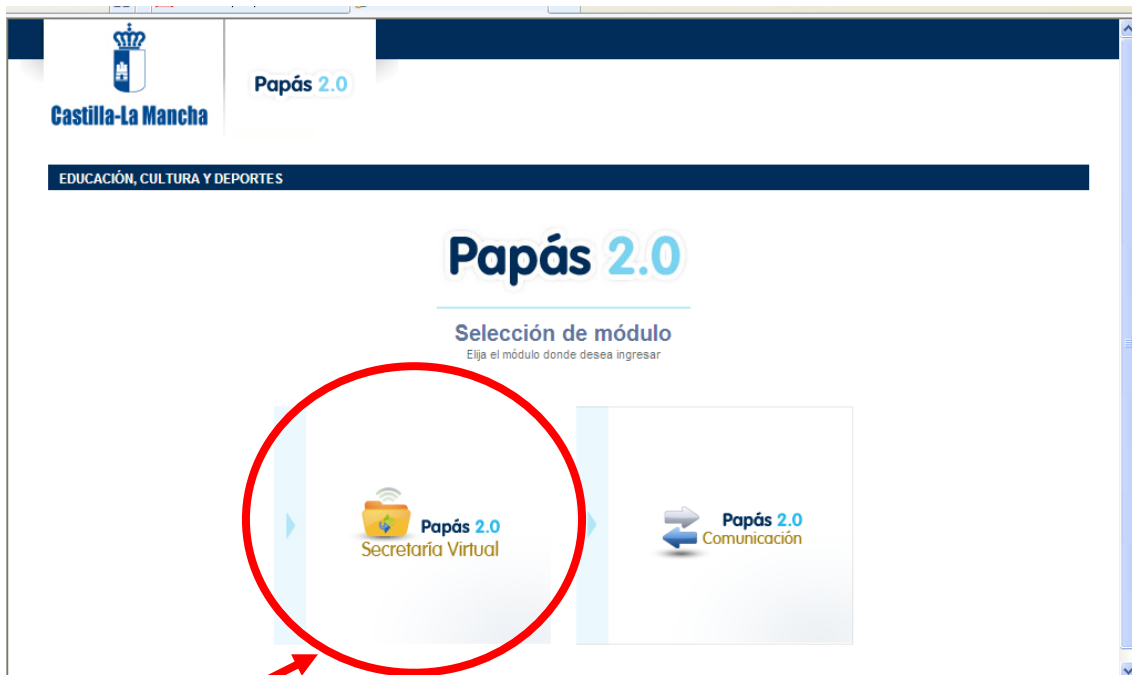 Castilla-La Mancha
Papás 2.0
EDUCACIÓN, CULTURA Y DEPORTES
Papás 2.0
Selección de módulo
Elija el módulo donde desea ingresar
Papás 2.0
Secretaría Virtual
Papás 2.0
Comunicación